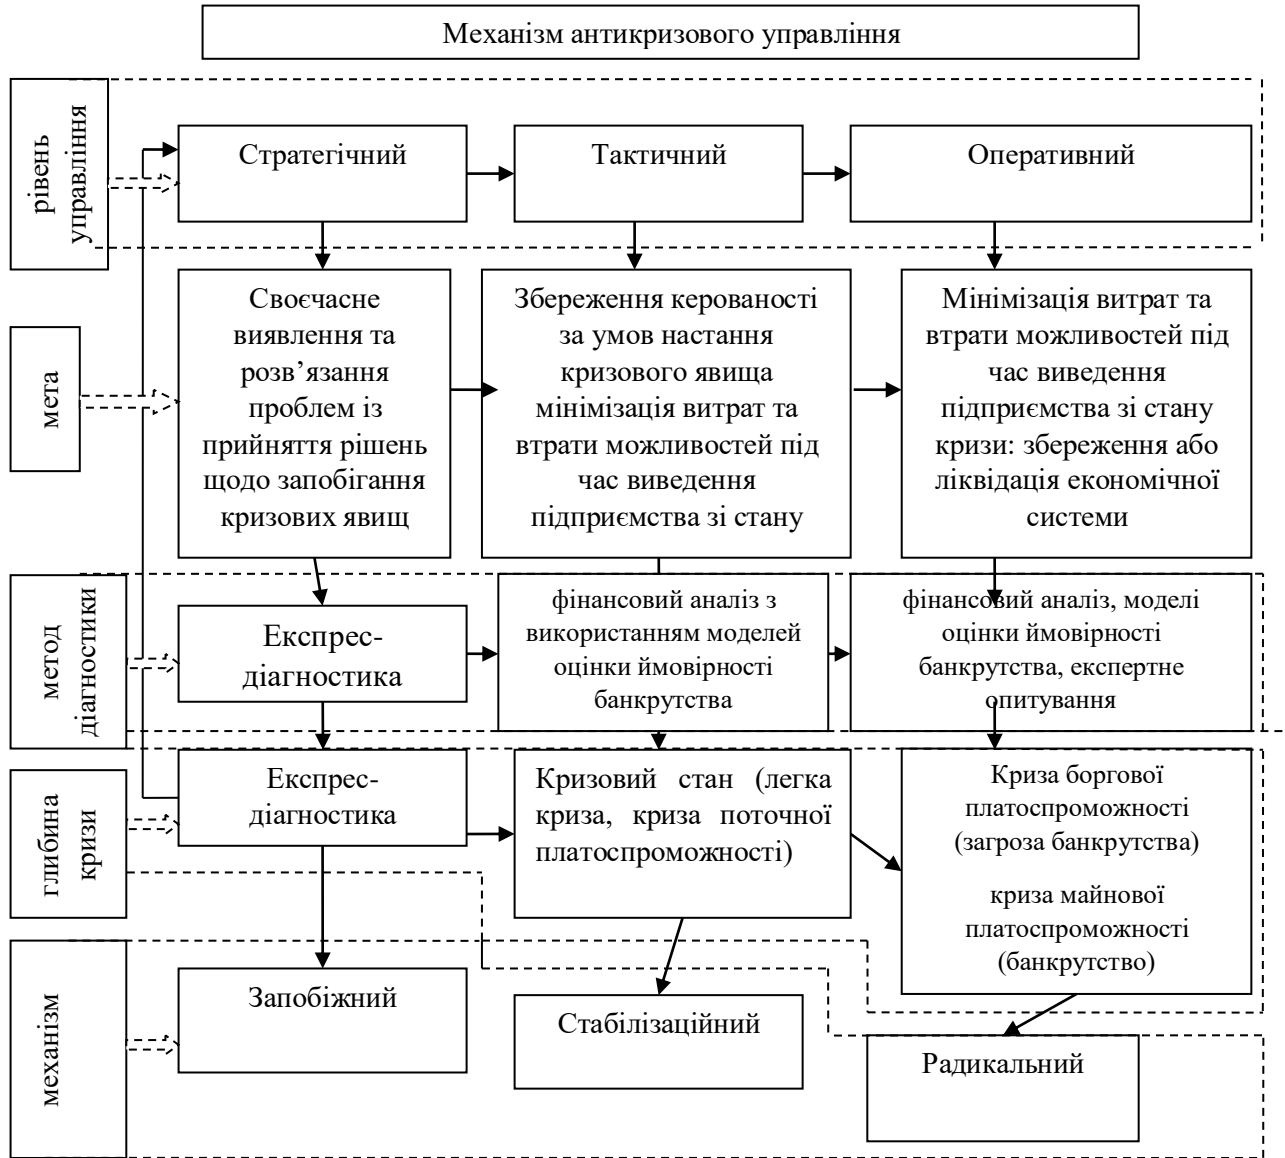 Механізм антикризового управління
рівень
управління
Стратегічний
Тактичний
Оперативний
мета
Своєчасне
виявлення та
розв’язання
проблем із
прийняття рішень
щодо запобігання
кризових явищ
Збереження керованості
за умов настання
кризового явища
мінімізація витрат та
втрати можливостей під
час виведення
підприємства зі стану
Мінімізація витрат та
втрати можливостей під
час виведення
підприємства зі стану
кризи: збереження або
ліквідація економічної
системи
метод
діагностики
Експрес-
діагностика
фінансовий аналіз з
використанням моделей
оцінки ймовірності
банкрутства
фінансовий аналіз, моделі
оцінки ймовірності
банкрутства, експертне
опитування
глибина
кризи
Експрес-
діагностика
Кризовий стан (легка
криза, криза поточної
платоспроможності)
Криза боргової
платоспроможності
(загроза банкрутства)
криза майнової
платоспроможності
(банкрутство)
механізм
Запобіжний
Стабілізаційний
Радикальний